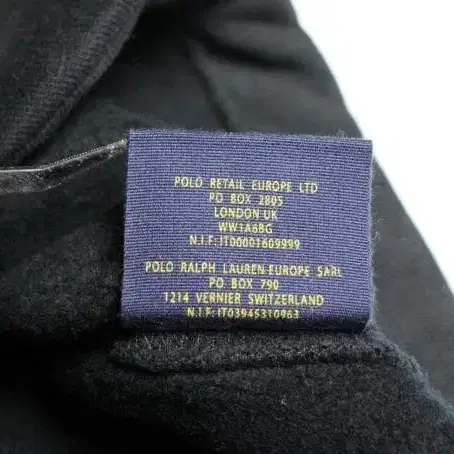 POLO RETAIL EUROPE LTD
PO BOX 2805
LONDON UK
WW1A6BG
N.I.F:IT00001609999
POLO RALPH LAUREN EUROPE SARL
PO BOX 790
1214 VERNIER SWITZERLAND
N.I.F:IT03945310963